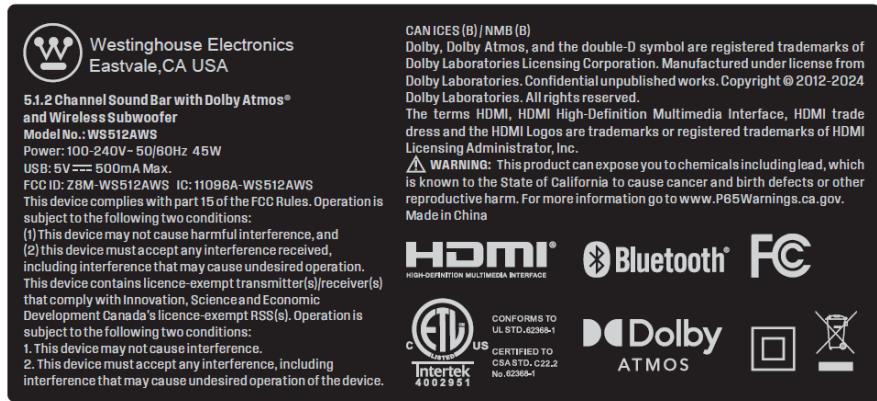 Westinghouse Electronics
Eastvale,CA USA
5.1.2 Channel Sound Bar with Dolby Atmos®
and Wireless Subwoofer
Model No.: WS512AWS
Power: 100-240V~ 50/60Hz 45W
USB: 5V⎓500mA Max.
FCC ID: Z8M-WS512AWS IC: 11096A-WS512AWS
This device complies with part 15 of the FCC Rules. Operation is
subject to the following two conditions:
(1) This device may not cause harmful interference, and
(2) this device must accept any interference received,
including interference that may cause undesired operation.
This device contains licence-exempt transmitter(s)/receiver(s)
that comply with Innovation, Science and Economic
Development Canada's licence-exempt RSS(s). Operation is
subject to the following two conditions:
1. This device may not cause interference.
2. This device must accept any interference, including
interference that may cause undesired operation of the device.
CAN ICES (B) / NMB (B)
Dolby, Dolby Atmos, and the double-D symbol are registered trademarks of
Dolby Laboratories Licensing Corporation. Manufactured under license from
Dolby Laboratories. Confidential unpublished works. Copyright © 2012-2024
Dolby Laboratories. All rights reserved.
The terms HDMI, HDMI High-Definition Multimedia Interface, HDMI trade
dress and the HDMI Logos are trademarks or registered trademarks of HDMI
Licensing Administrator, Inc.
⚠ WARNING: This product can expose you to chemicals including lead, which
is known to the State of California to cause cancer and birth defects or other
reproductive harm. For more information go to www.P65Warnings.ca.gov.
Made in China
HDMI®
HIGH-DEFINITION MULTIMEDIA INTERFACE
Bluetooth®
FC
ETL
LISTED
C US
Intertek
4002951
CONFORMS TO
UL STD.62368-1
CERTIFIED TO
CSA STD. C22.2
No.62368-1
Dolby
ATMOS